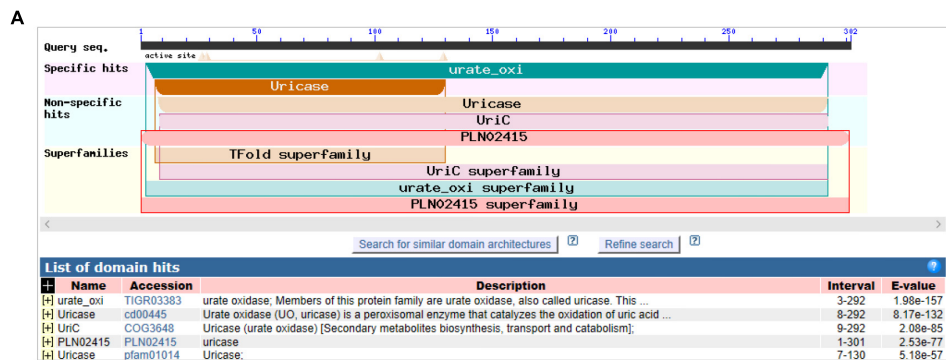 A
1 50 100 150 200 250 302
Query seq.
active site
Specific hits
urate_oxi
Uricase
Non-specific
hits
Uricase
UriC
PLN02415
Superfamilies
TFold superfamily
UriC superfamily
urate_oxi superfamily
PLN02415 superfamily
Search for similar domain architectures ? Refine search ?
List of domain hits ?
+ Name Accession Description Interval E-value
[+] urate_oxi TIGR03383 urate oxidase; Members of this protein family are urate oxidase, also called uricase. This ... 3-292 1.98e-157
[+] Uricase cd00445 Urate oxidase (UO, uricase) is a peroxisomal enzyme that catalyzes the oxidation of uric acid ... 8-292 8.17e-132
[+] UriC COG3648 Uricase (urate oxidase) [Secondary metabolites biosynthesis, transport and catabolism]; 9-292 2.08e-85
[+] PLN02415 PLN02415 uricase 1-301 2.53e-77
[+] Uricase pfam01014 Uricase; 7-130 5.18e-57